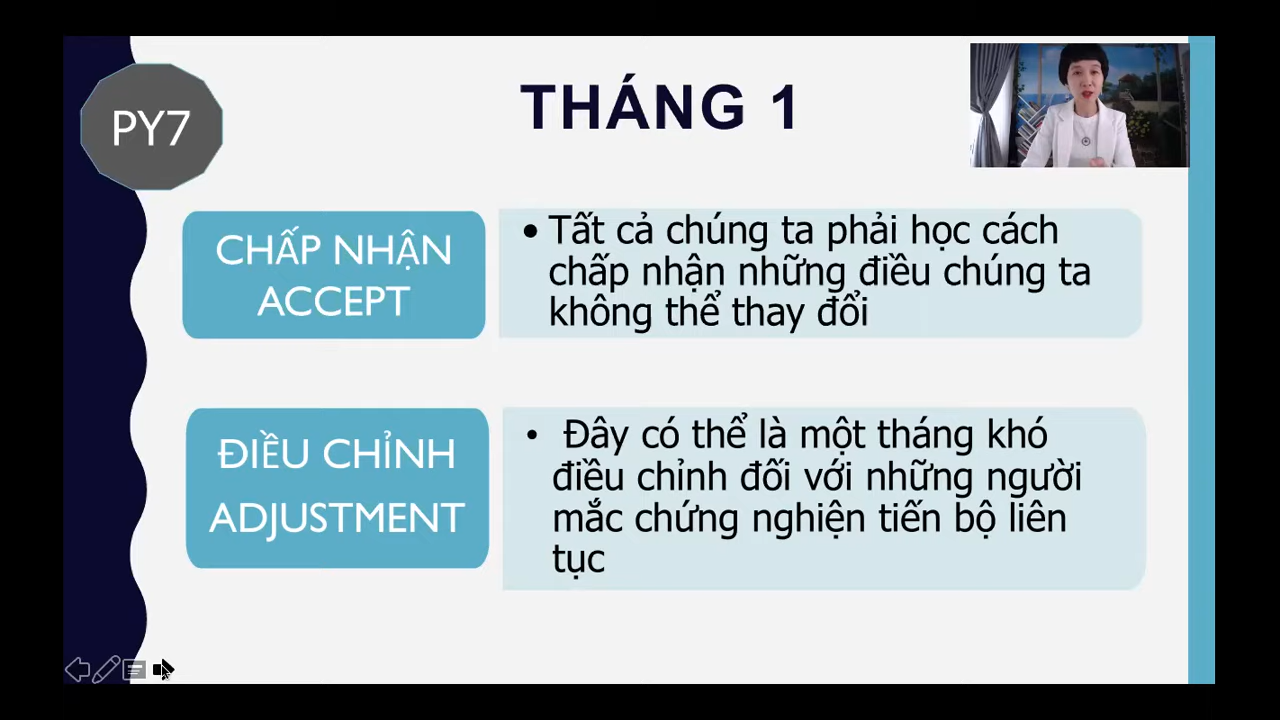 PY7
THÁNG 1
CHẤP NHẬN
ACCEPT
• Tất cả chúng ta phải học cách
chấp nhận những điều chúng ta
không thể thay đổi
ĐIỀU CHỈNH
ADJUSTMENT
• Đây có thể là một tháng khó
điều chỉnh đối với những người
mắc chứng nghiện tiến bộ liên
tục